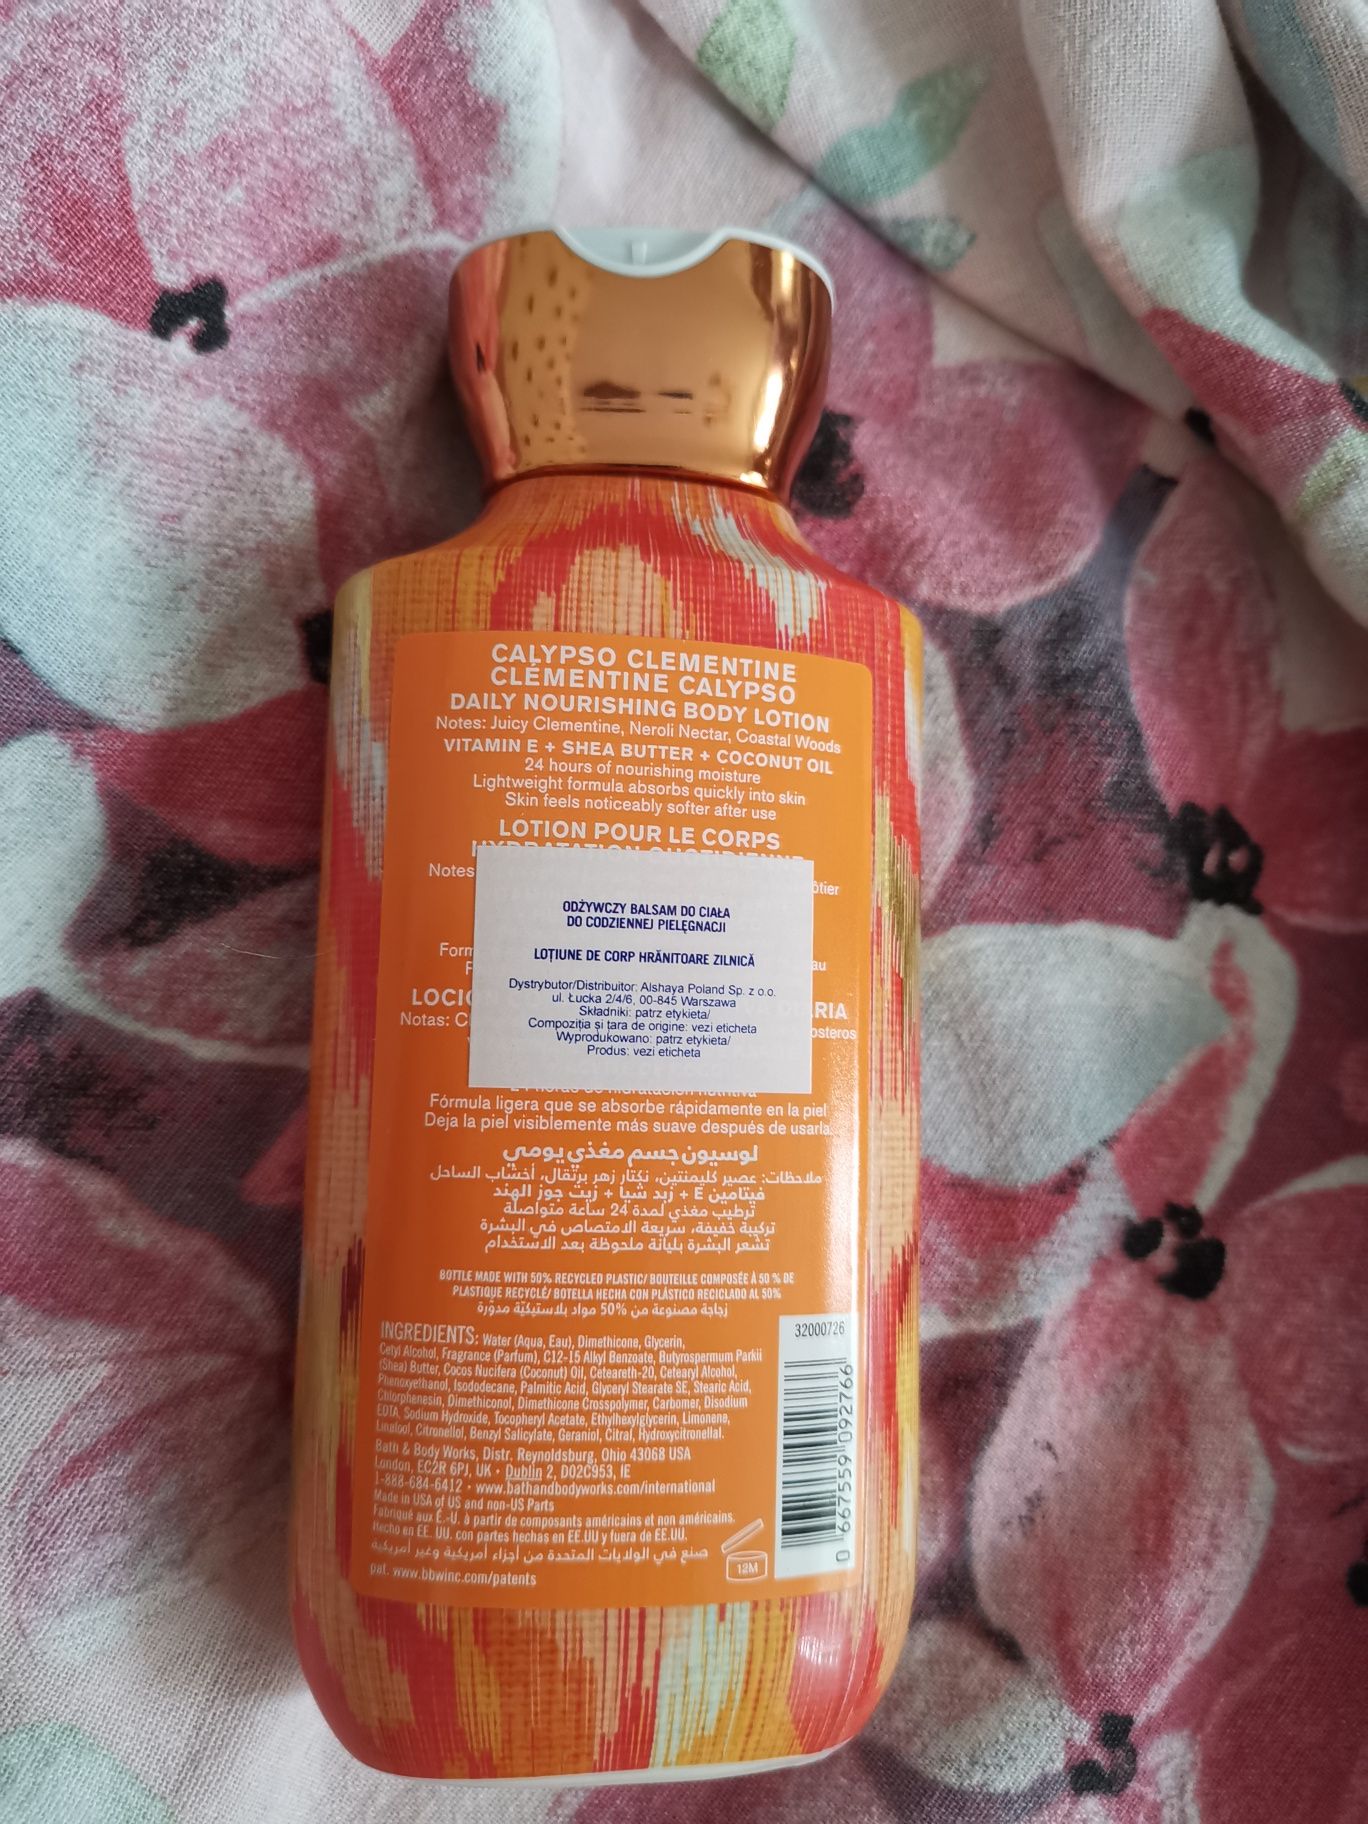 CALYPSO CLEMENTINE
CLÉMENTINE CALYPSO
DAILY NOURISHING BODY LOTION
Notes: Juicy Clementine, Neroli Nectar, Coastal Woods
VITAMIN E + SHEA BUTTER + COCONUT OIL
24 hours of nourishing moisture
Lightweight formula absorbs quickly into skin
Skin feels noticeably softer after use
LOTION POUR LE CORPS
HYDRATATION QUOTIDIENNE
Notes
ODŻYWCZY BALSAM DO CIAŁA
DO CODZIENNEJ PIELĘGNACJI
LOȚIUNE DE CORP HRĂNITOARE ZILNICĂ
Dystrybutor/Distribuitor: Alshaya Poland Sp. z o.o.
ul. Łucka 2/4/6, 00-845 Warszawa
Składniki: patrz etykieta/
Compoziția și țara de origine: vezi eticheta
Wyprodukowano: patrz etykieta/
Produs: vezi eticheta
Notas:
Fórmula ligera que se absorbe rápidamente en la piel
Deja la piel visiblemente más suave después de usarla.
لوسيون جسم مغذي يومي
ملاحظات: عصير كليمنتين، نكتار زهر برتقال، أخشاب الساحل
فيتامين E + زبد شيا + زيت جوز الهند
ترطيب مغذي لمدة 24 ساعة متواصلة
تركيبة خفيفة، سريعة الامتصاص في البشرة
تشعر البشرة بليانة ملحوظة بعد الاستخدام
BOTTLE MADE WITH 50% RECYCLED PLASTIC/ BOUTEILLE COMPOSÉE À 50 % DE
PLASTIQUE RECYCLÉ/ BOTELLA HECHA CON PLÁSTICO RECICLADO AL 50%
زجاجة مصنوعة من 50% مواد بلاستيكيّة مدوّرة
INGREDIENTS: Water (Aqua, Eau), Dimethicone, Glycerin,
Cetyl Alcohol, Fragrance (Parfum), C12-15 Alkyl Benzoate, Butyrospermum Parkii
(Shea) Butter, Cocos Nucifera (Coconut) Oil, Ceteareth-20, Cetearyl Alcohol,
Phenoxyethanol, Isododecane, Palmitic Acid, Glyceryl Stearate SE, Stearic Acid,
Chlorphenesin, Dimethiconol, Dimethicone Crosspolymer, Carbomer, Disodium
EDTA, Sodium Hydroxide, Tocopheryl Acetate, Ethylhexylglycerin, Limonene,
Linalool, Citronellol, Benzyl Salicylate, Geraniol, Citral, Hydroxycitronellal.
Bath & Body Works, Distr. Reynoldsburg, Ohio 43068 USA
London, EC2R 6PJ, UK • Dublin 2, D02C953, IE
1-888-684-6412 • www.bathandbodyworks.com/international
Made in USA of US and non-US Parts
Fabriqué aux É.-U. à partir de composants américains et non américains.
Hecho en EE. UU. con partes hechas en EE.UU y fuera de EE.UU.
صنع في الولايات المتحدة من أجزاء أمريكية وغير أمريكية
pat. www.bbwinc.com/patents
12M
32000726
0 667559 092766